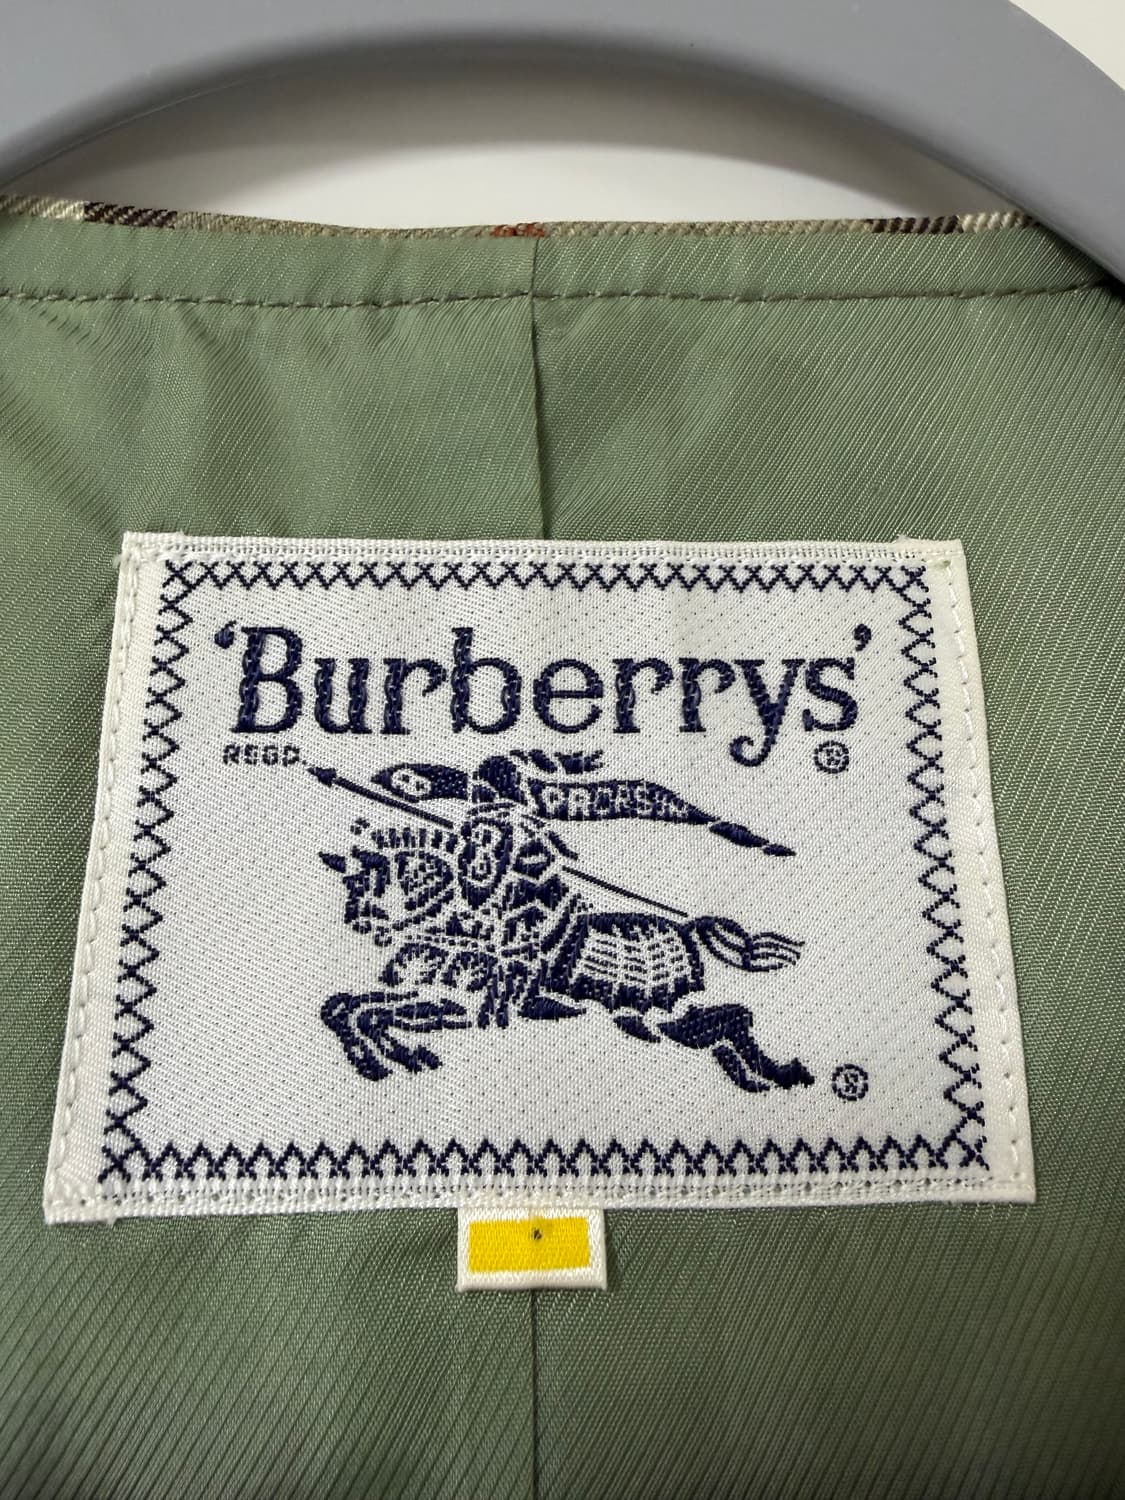 'Burberrys'®
REGD.
PRORSUM
®